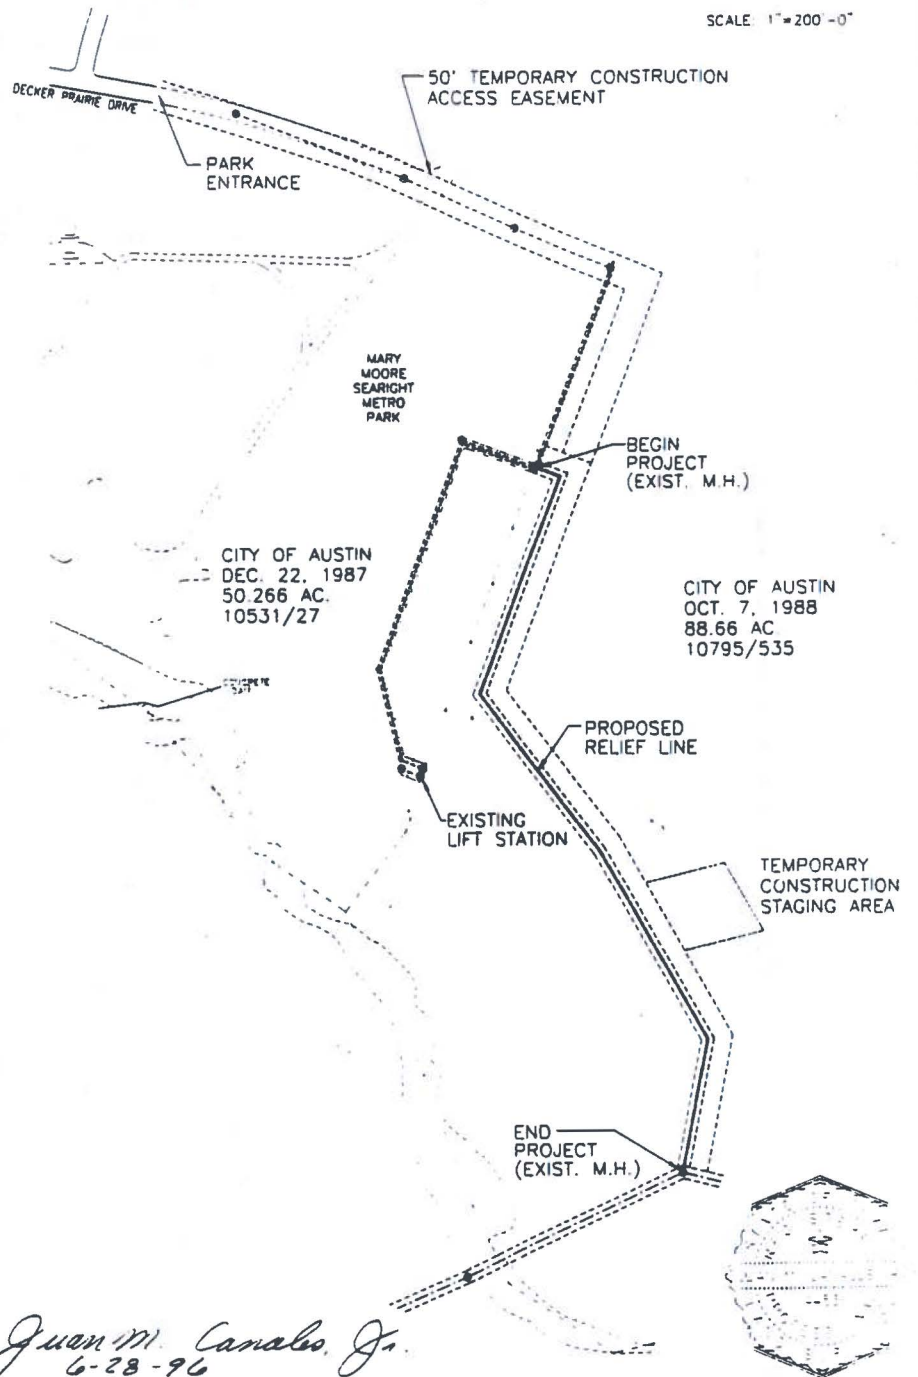 SCALE: 1"=200'-0"
50' TEMPORARY CONSTRUCTION
ACCESS EASEMENT
DECKER PRAIRIE DRIVE
PARK
ENTRANCE
MARY
MOORE
SEARIGHT
METRO
PARK
BEGIN
PROJECT
(EXIST. M.H.)
CITY OF AUSTIN
DEC. 22, 1987
50.266 AC.
10531/27
CITY OF AUSTIN
OCT. 7, 1988
88.66 AC
10795/535
CONCRETE
PROPOSED
RELIEF LINE
EXISTING
LIFT STATION
TEMPORARY
CONSTRUCTION
STAGING AREA
END
PROJECT
(EXIST. M.H.)
Juan M. Canales, Jr.
6-28-96